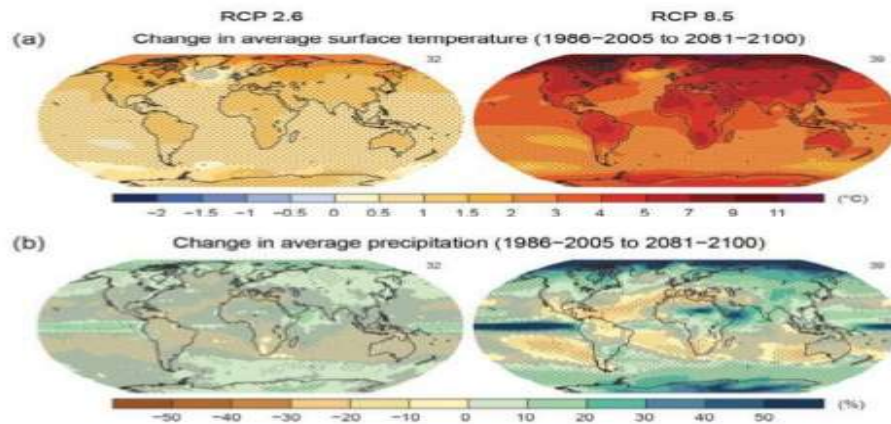 RCP 2.6 RCP 8.5
(a) Change in average surface temperature (1986−2005 to 2081−2100)
32 39
−2 −1.5 −1 −0.5 0 0.5 1 1.5 2 3 4 5 7 9 11 (°C)
(b) Change in average precipitation (1986−2005 to 2081−2100)
32 39
−50 −40 −30 −20 −10 0 10 20 30 40 50 (%)